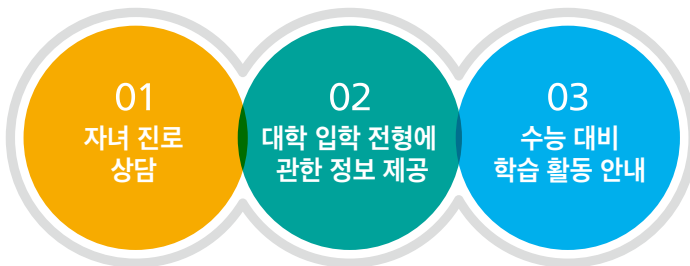 01
자녀 진로
상담
02
대학 입학 전형에
관한 정보 제공
03
수능 대비
학습 활동 안내